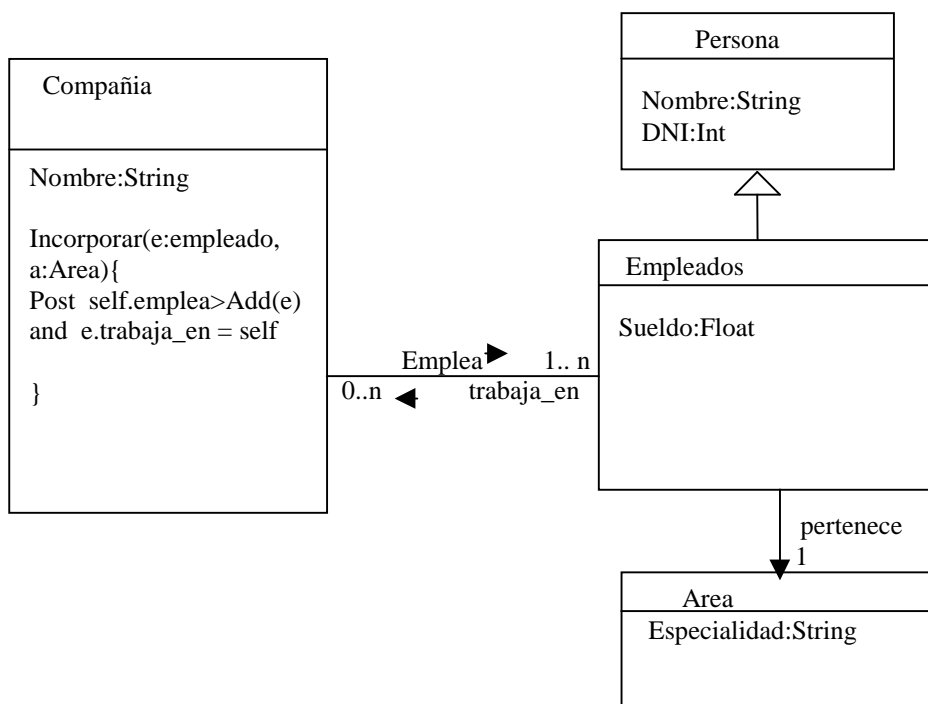 Persona
Nombre:String
DNI:Int
Compañia
Nombre:String
Incorporar(e:empleado,
a:Area){
Post self.emplea>Add(e)
and e.trabaja_en = self
}
Emplea
1.. n
0..n
trabaja_en
Empleados
Sueldo:Float
pertenece
1
Area
Especialidad:String